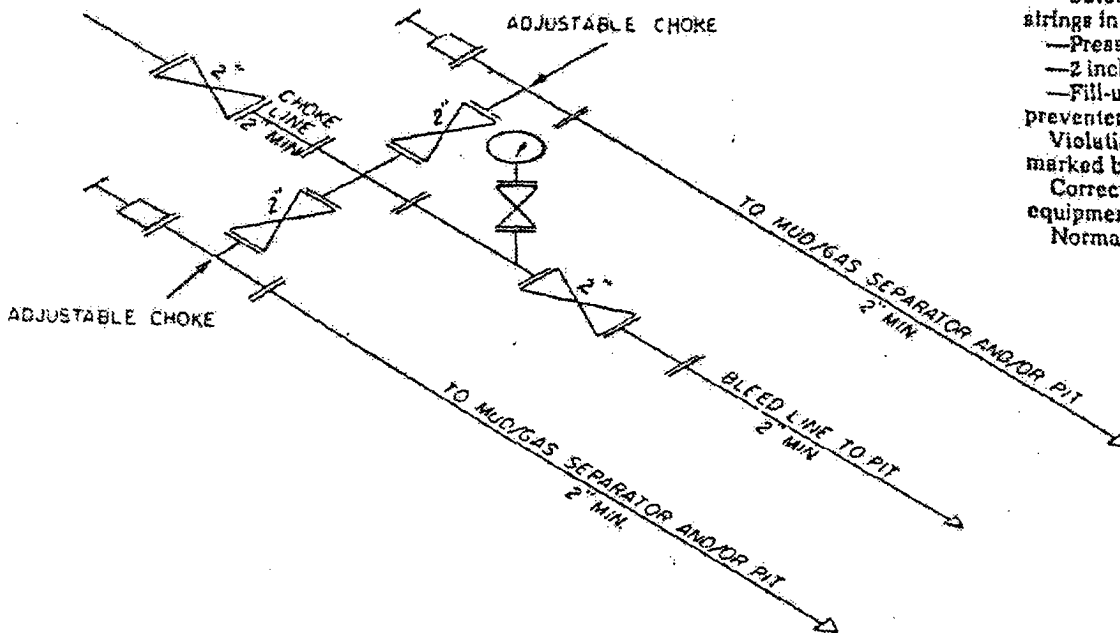 ADJUSTABLE CHOKE
2"
CHOKE
LINE
2" MIN
2"
2"
ADJUSTABLE CHOKE
2"
TO MUD/GAS SEPARATOR AND/OR PIT
2" MIN.
BLEED LINE TO PIT
2" MIN
TO MUD/GAS SEPARATOR AND/OR PIT
2" MIN.
strings in
—Press
—2 incl
—Fill-u
preventer
Violati
marked b
Correc
equipmer
Norma